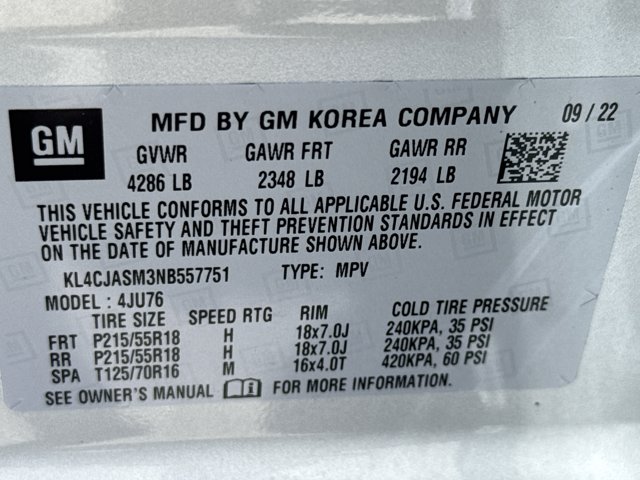 GM
MFD BY GM KOREA COMPANY 09 / 22
GVWR GAWR FRT GAWR RR
4286 LB 2348 LB 2194 LB
THIS VEHICLE CONFORMS TO ALL APPLICABLE U.S. FEDERAL MOTOR
VEHICLE SAFETY AND THEFT PREVENTION STANDARDS IN EFFECT
ON THE DATE OF MANUFACTURE SHOWN ABOVE.
KL4CJASM3NB557751 TYPE: MPV
MODEL : 4JU76
TIRE SIZE SPEED RTG RIM COLD TIRE PRESSURE
FRT P215/55R18 H 18x7.0J 240KPA, 35 PSI
RR P215/55R18 H 18x7.0J 240KPA, 35 PSI
SPA T125/70R16 M 16x4.0T 420KPA, 60 PSI
SEE OWNER'S MANUAL FOR MORE INFORMATION.